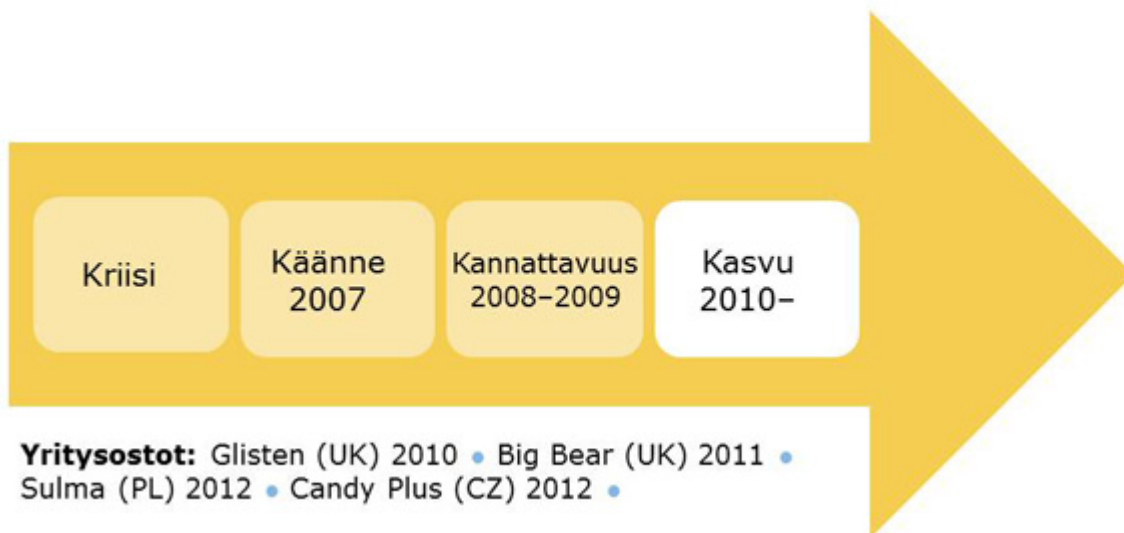 Kriisi
Käänne
2007
Kannattavuus
2008–2009
Kasvu
2010–
Yritysostot: Glisten (UK) 2010 • Big Bear (UK) 2011 •
Sulma (PL) 2012 • Candy Plus (CZ) 2012 •